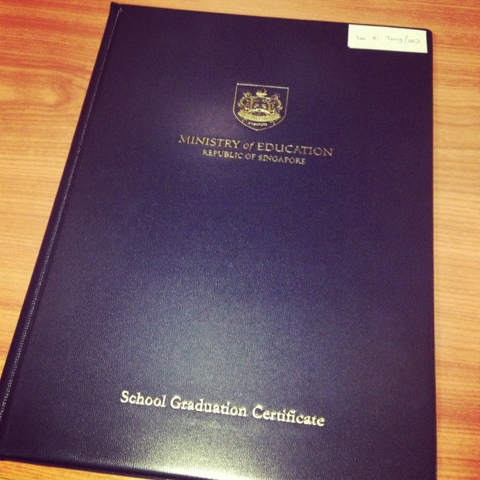 MINISTRY of EDUCATION
REPUBLIC OF SINGAPORE
School Graduation Certificate